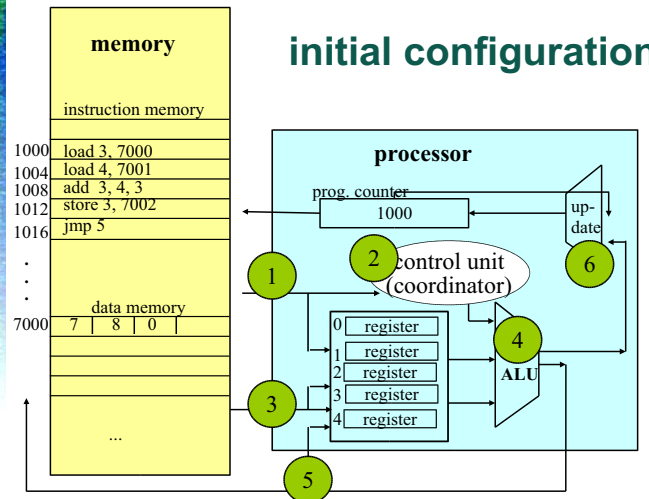 initial configuration
memory
instruction memory
1000 load 3, 7000
1004 load 4, 7001
1008 add 3, 4, 3
1012 store 3, 7002
1016 jmp 5
.
.
.
.
data memory
7000 7 8 0
...
processor
prog. counter
1000
up-
date
1
2
control unit
(coordinator)
6
0 register
1 register
2 register
3 register
4 register
4
ALU
3
5